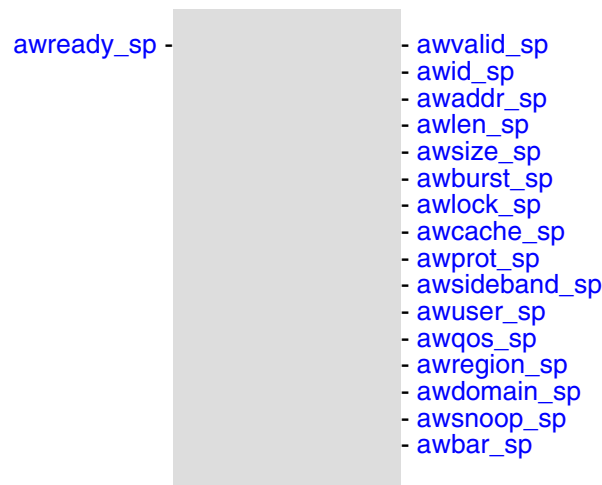 awready_sp - - awvalid_sp
- awid_sp
- awaddr_sp
- awlen_sp
- awsize_sp
- awburst_sp
- awlock_sp
- awcache_sp
- awprot_sp
- awsideband_sp
- awuser_sp
- awqos_sp
- awregion_sp
- awdomain_sp
- awsnoop_sp
- awbar_sp